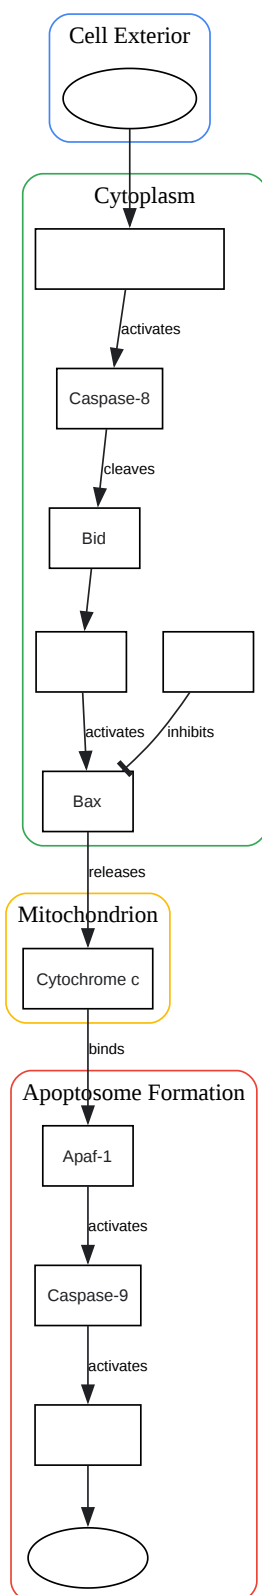 Cell Exterior
Cytoplasm
activates
Caspase-8
cleaves
Bid
activates
inhibits
Bax
releases
Mitochondrion
Cytochrome c
binds
Apoptosome Formation
Apaf-1
activates
Caspase-9
activates